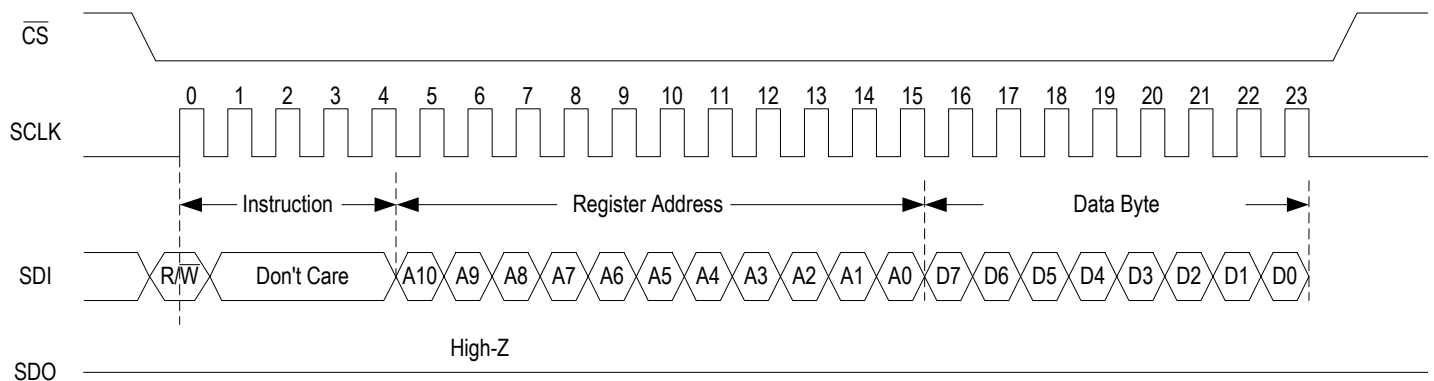 CS
0 1 2 3 4 5 6 7 8 9 10 11 12 13 14 15 16 17 18 19 20 21 22 23
SCLK
Instruction Register Address Data Byte
SDI R/W Don't Care A10 A9 A8 A7 A6 A5 A4 A3 A2 A1 A0 D7 D6 D5 D4 D3 D2 D1 D0
High-Z
SDO